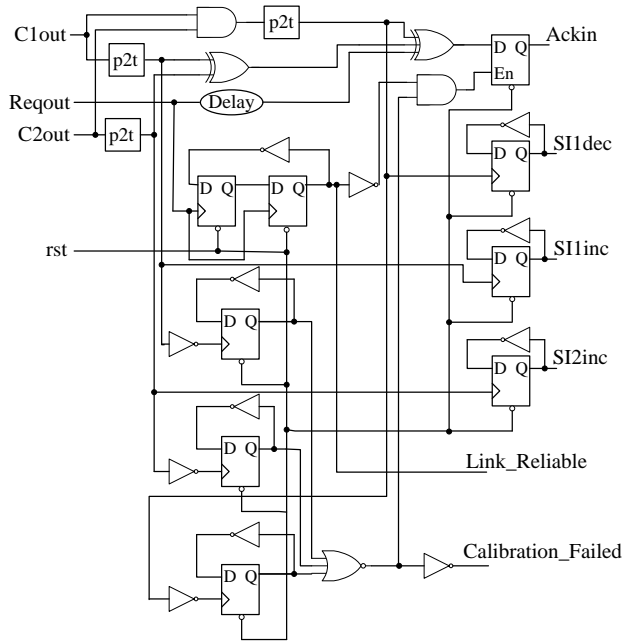 C1out
p2t
Ackin
D Q
En
p2t
Reqout
Delay
C2out
p2t
D Q
SI1dec
D Q
D Q
rst
D Q
SI1inc
D Q
D Q
SI2inc
D Q
Link_Reliable
Calibration_Failed
D Q